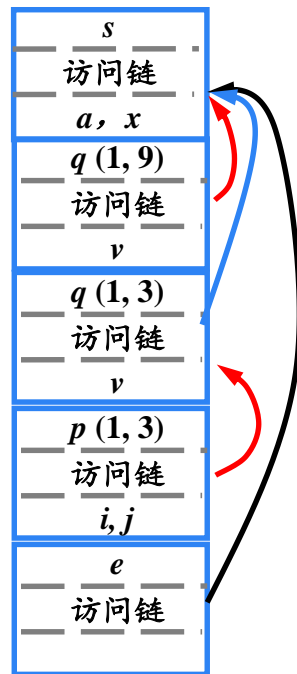 s
访问链
a，x
q (1, 9)
访问链
v
q (1, 3)
访问链
v
p (1, 3)
访问链
i, j
e
访问链